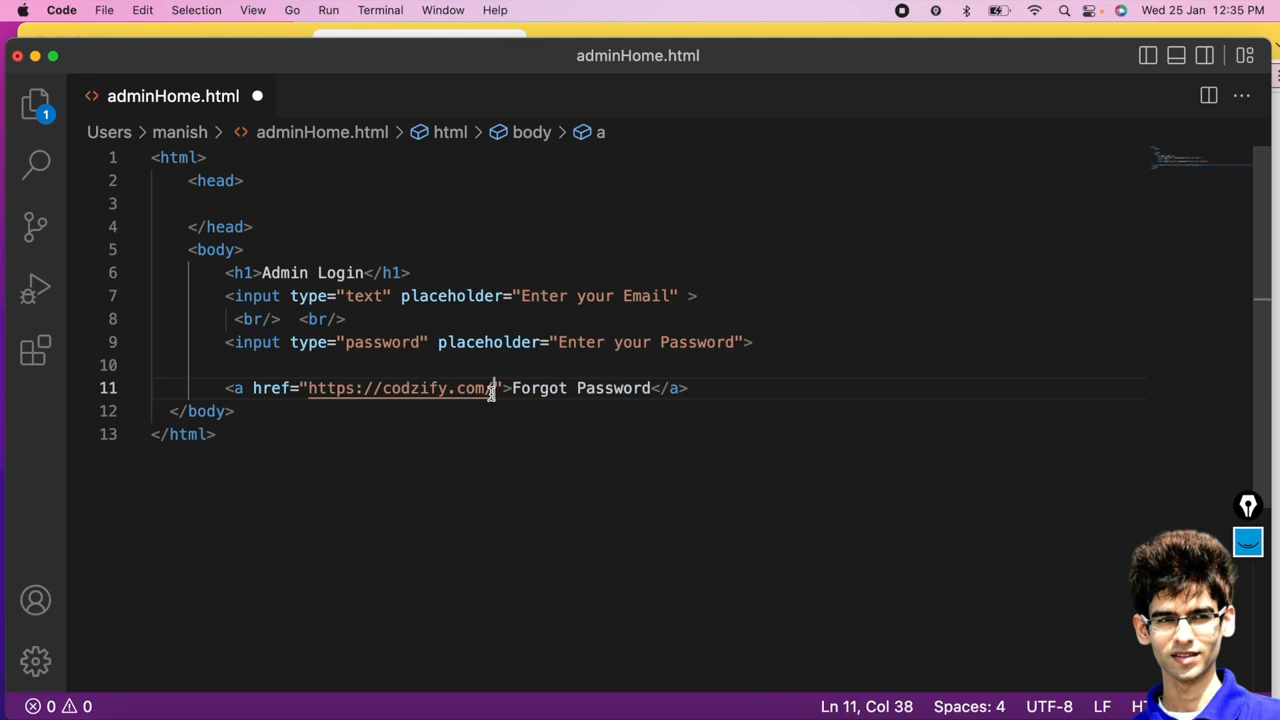 Code File Edit Selection View Go Run Terminal Window Help Wed 25 Jan 12:35 PM
adminHome.html
adminHome.html
Users > manish > adminHome.html > html > body > a
1 <html>
2 <head>
3
4 </head>
5 <body>
6 <h1>Admin Login</h1>
7 <input type="text" placeholder="Enter your Email" >
8 <br/> <br/>
9 <input type="password" placeholder="Enter your Password">
10
11 <a href="https://codzify.com/">Forgot Password</a>
12 </body>
13 </html>
1
0 0 Ln 11, Col 38 Spaces: 4 UTF-8 LF